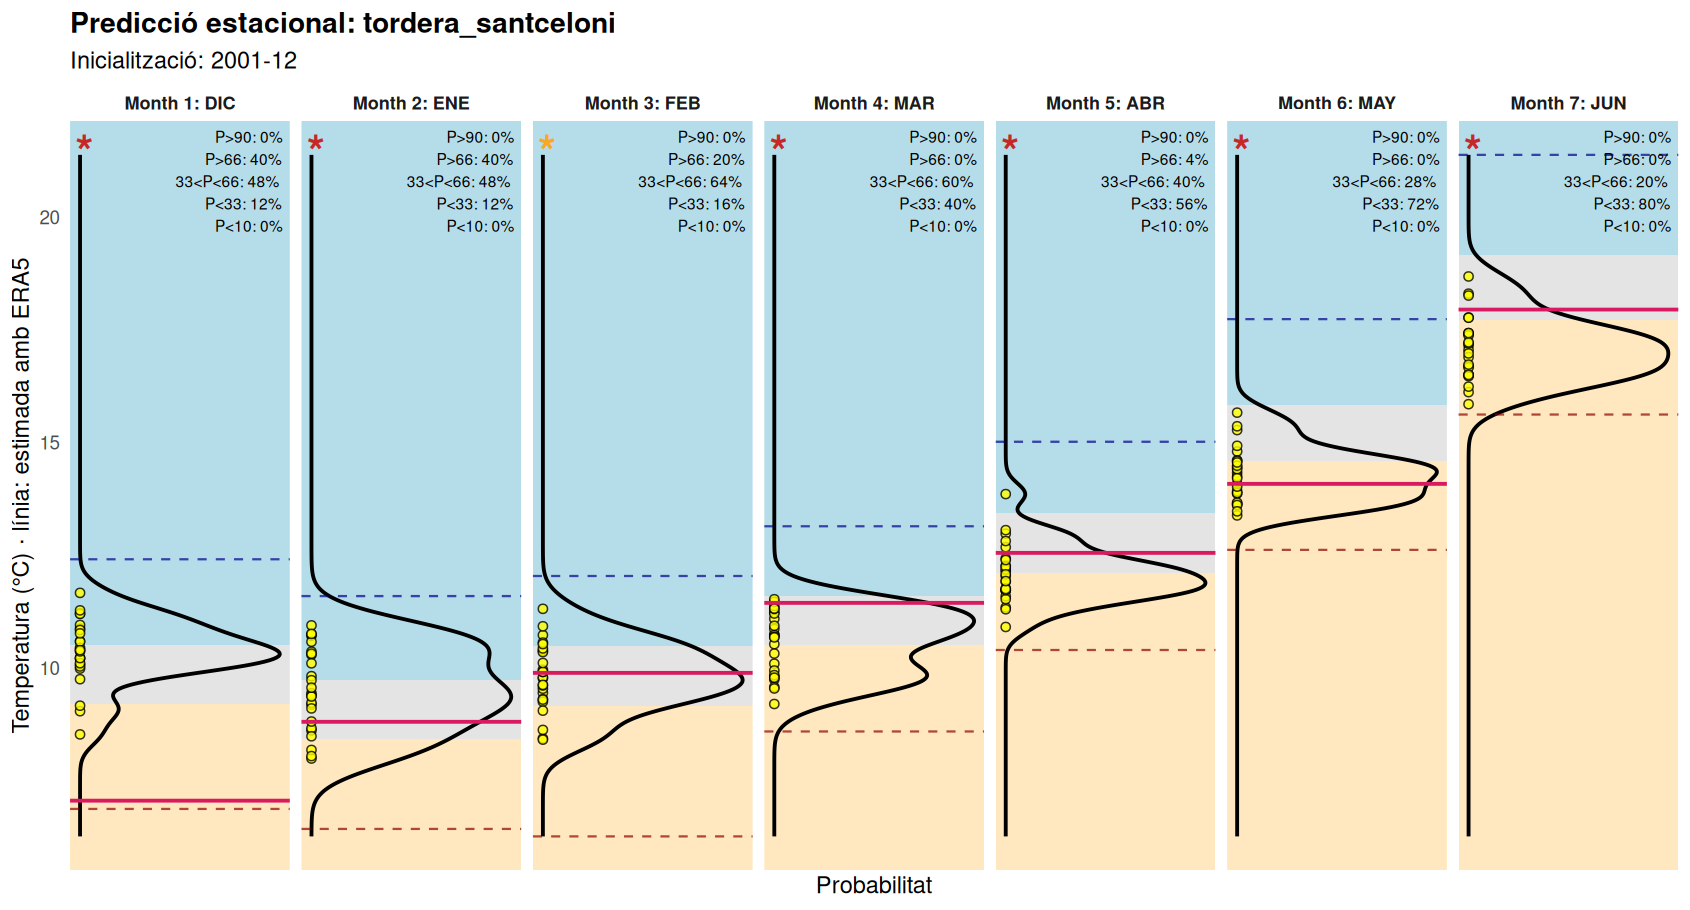 Predicció estacional: tordera_santceloni
Inicialització: 2001-12
Month 1: DIC
Month 2: ENE
Month 3: FEB
Month 4: MAR
Month 5: ABR
Month 6: MAY
Month 7: JUN
P>90: 0%
P>66: 40%
33<P<66: 48%
P<33: 12%
P<10: 0%
P>90: 0%
P>66: 40%
33<P<66: 48%
P<33: 12%
P<10: 0%
P>90: 0%
P>66: 20%
33<P<66: 64%
P<33: 16%
P<10: 0%
P>90: 0%
P>66: 0%
33<P<66: 60%
P<33: 40%
P<10: 0%
P>90: 0%
P>66: 4%
33<P<66: 40%
P<33: 56%
P<10: 0%
P>90: 0%
P>66: 0%
33<P<66: 28%
P<33: 72%
P<10: 0%
P>90: 0%
P>66: 0%
33<P<66: 20%
P<33: 80%
P<10: 0%
20
15
10
Temperatura (°C) · línia: estimada amb ERA5
Probabilitat